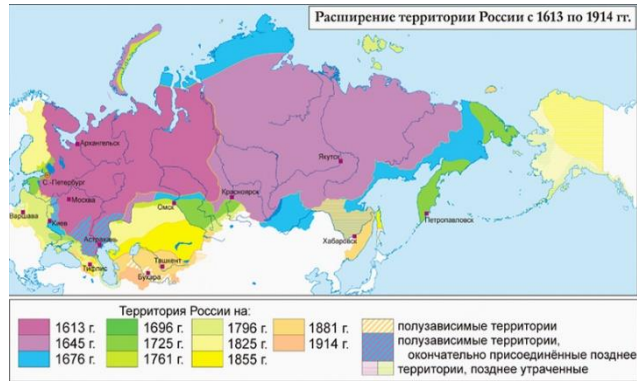 Расширение территории России с 1613 по 1914 гг.
Архангельск
Якутск
С.-Петербург
Москва
Красноярск
Петропавловск
Варшава
Киев
Омск
Астрахань
Хабаровск
Тифлис
Ташкент
Бухара
Территория России на:
1613 г.
1645 г.
1676 г.
1696 г.
1725 г.
1761 г.
1796 г.
1825 г.
1855 г.
1881 г.
1914 г.
полузависимые территории
полузависимые территории,
окончательно присоединённые позднее
территории, позднее утраченные